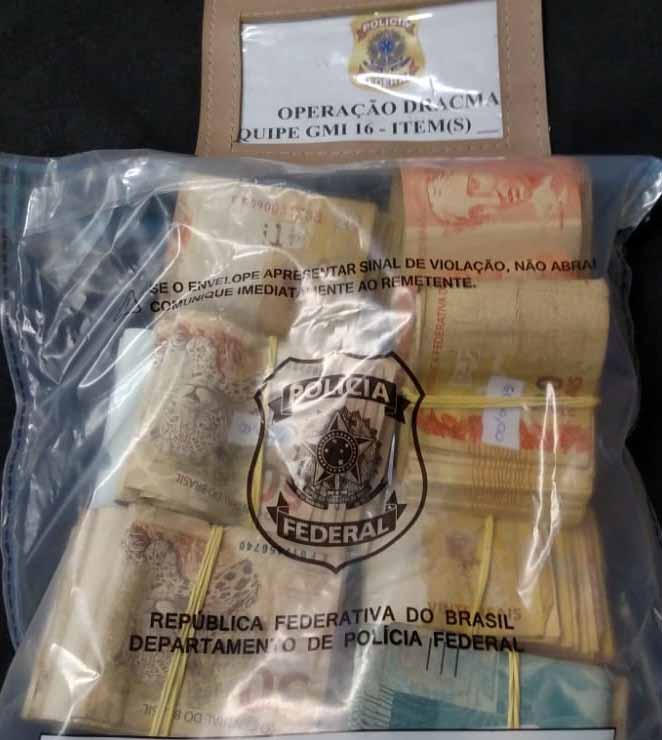 POLÍCIA
FEDERAL
OPERAÇÃO DRACMA
QUIPE GMI 16 - ITEM(S)
SE O ENVELOPE APRESENTAR SINAL DE VIOLAÇÃO, NÃO ABRA!
COMUNIQUE IMEDIATAMENTE AO REMETENTE.
POLÍCIA
FEDERAL
REPÚBLICA FEDERATIVA DO BRASIL
DEPARTAMENTO DE POLÍCIA FEDERAL